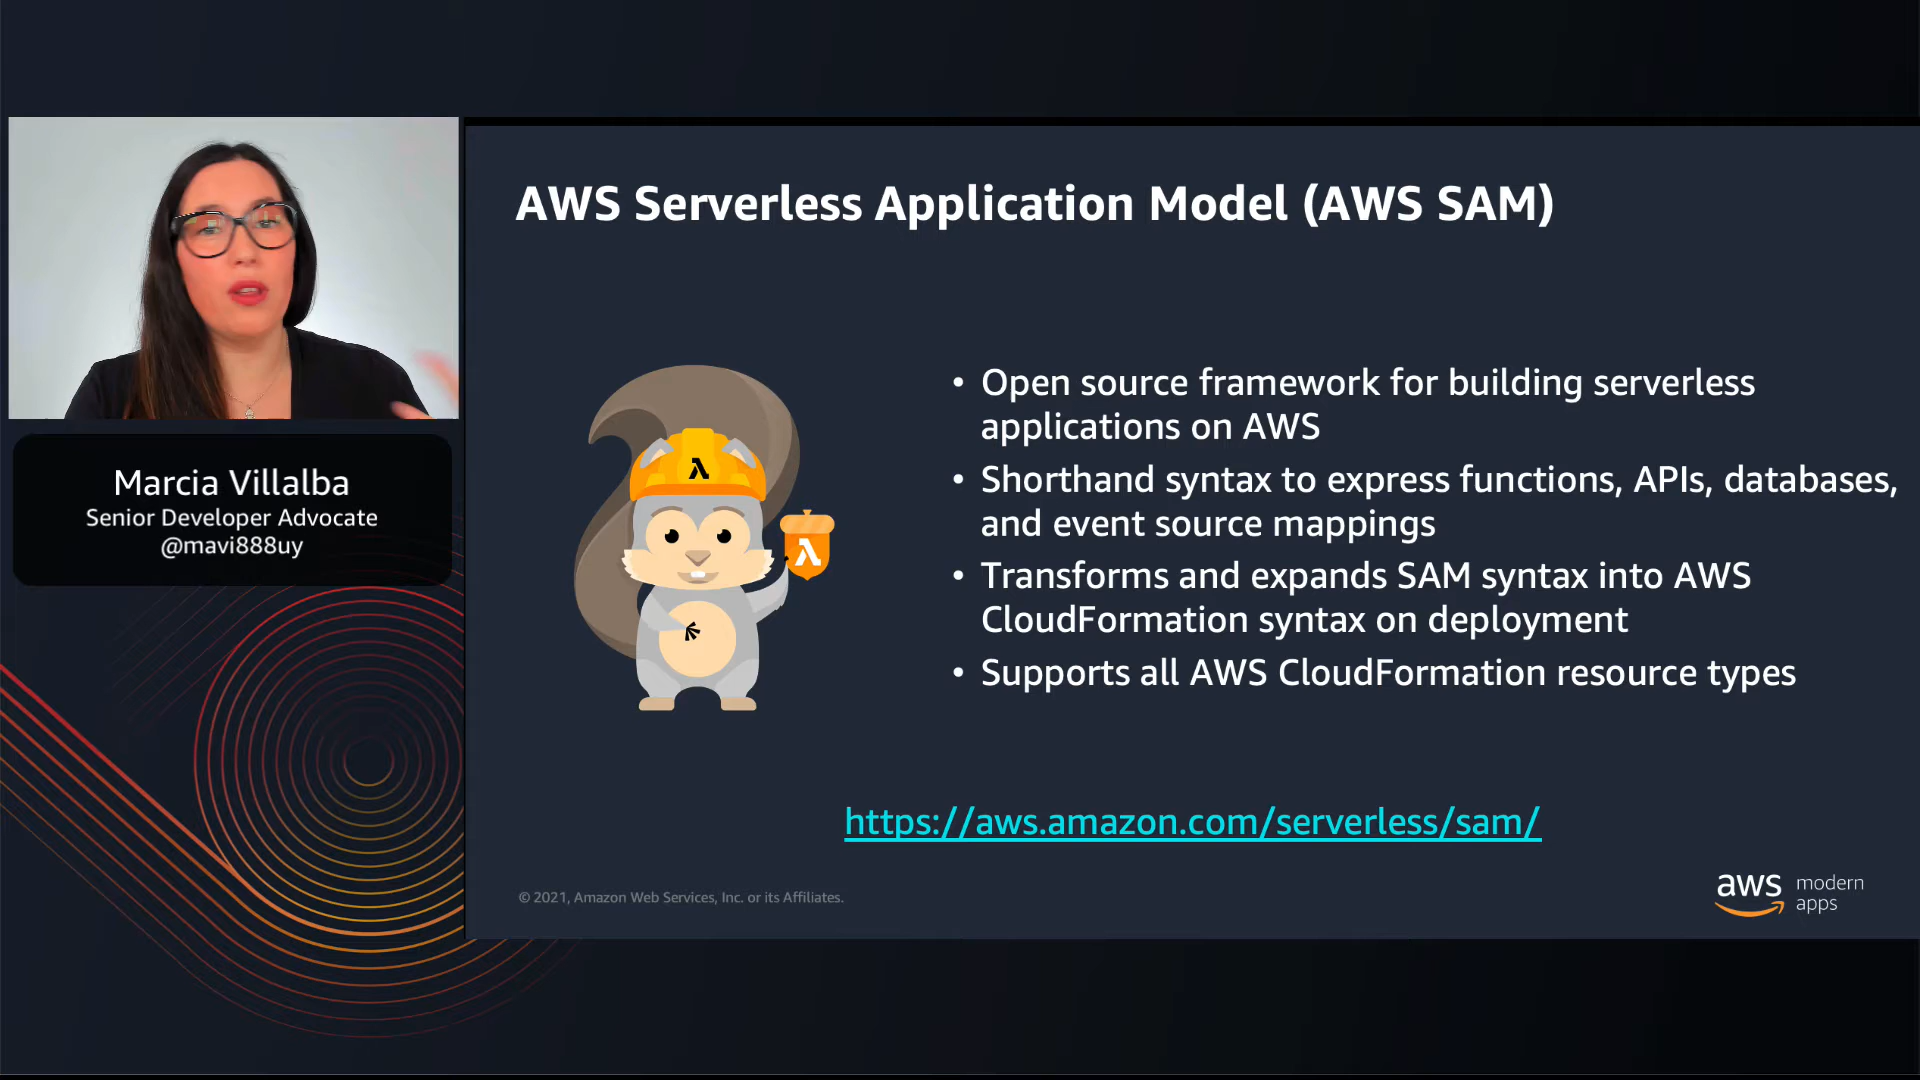 AWS Serverless Application Model (AWS SAM)
Marcia Villalba
Senior Developer Advocate
@mavi888uy
• Open source framework for building serverless
applications on AWS
• Shorthand syntax to express functions, APIs, databases,
and event source mappings
• Transforms and expands SAM syntax into AWS
CloudFormation syntax on deployment
• Supports all AWS CloudFormation resource types
https://aws.amazon.com/serverless/sam/
© 2021, Amazon Web Services, Inc. or its Affiliates.
aws modern
apps